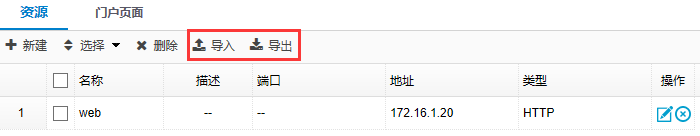 资源 门户页面
新建 选择 删除 导入 导出
名称 描述 端口 地址 类型 操作
1 web -- -- 172.16.1.20 HTTP